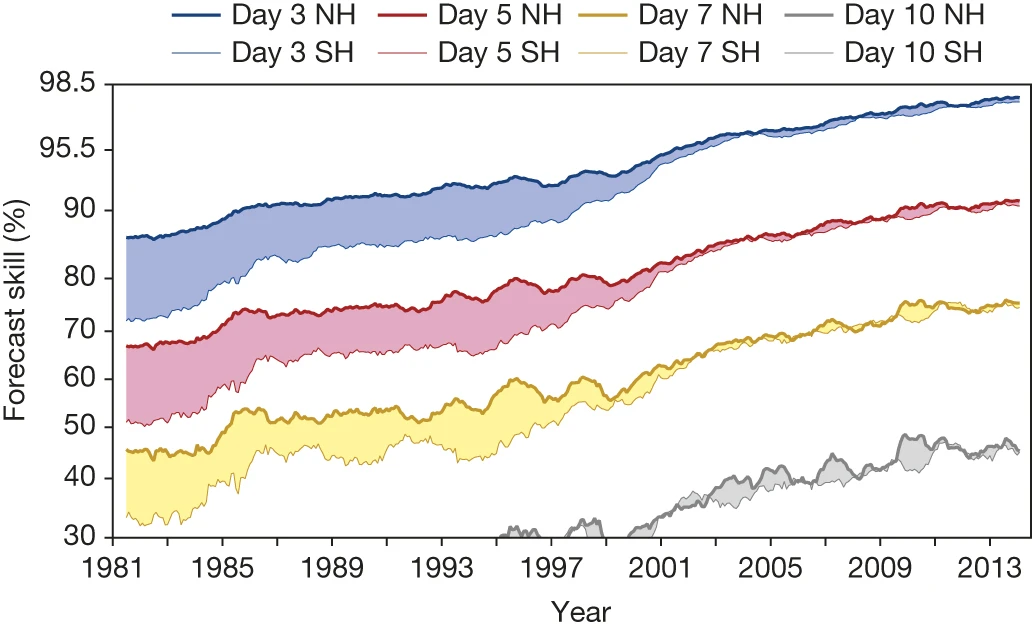 Day 3 NH Day 5 NH Day 7 NH Day 10 NH
Day 3 SH Day 5 SH Day 7 SH Day 10 SH
98.5
95.5
90
80
70
60
50
40
30
Forecast skill (%)
1981 1985 1989 1993 1997 2001 2005 2009 2013
Year